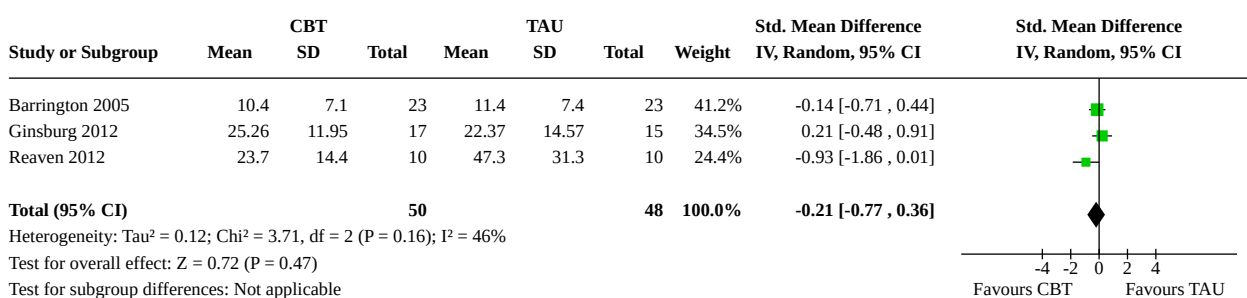 CBT TAU Std. Mean Difference Std. Mean Difference
Study or Subgroup Mean SD Total Mean SD Total Weight IV, Random, 95% CI IV, Random, 95% CI
Barrington 2005 10.4 7.1 23 11.4 7.4 23 41.2% -0.14 [-0.71 , 0.44]
Ginsburg 2012 25.26 11.95 17 22.37 14.57 15 34.5% 0.21 [-0.48 , 0.91]
Reaven 2012 23.7 14.4 10 47.3 31.3 10 24.4% -0.93 [-1.86 , 0.01]
Total (95% CI) 50 48 100.0% -0.21 [-0.77 , 0.36]
Heterogeneity: Tau² = 0.12; Chi² = 3.71, df = 2 (P = 0.16); I² = 46%
Test for overall effect: Z = 0.72 (P = 0.47)
-4 -2 0 2 4
Test for subgroup differences: Not applicable Favours CBT Favours TAU